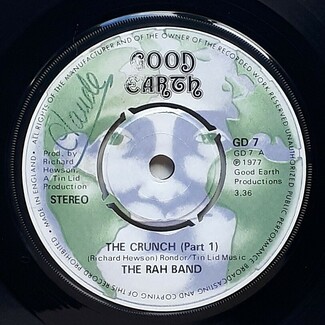 ALL RIGHTS OF THE MANUFACTURER AND OF THE OWNER OF THE RECORDED WORK RESERVED UNAUTHORISED PUBLIC PERFORMANCE, BROADCASTING AND COPYING OF THIS RECORD PROHIBITED • MADE IN ENGLAND •
GOOD
EARTH
Prod. by
Richard
Hewson,
A Tin Lid
Production
STEREO
GD 7
GD 7 A
℗ 1977
Good Earth
Productions
3.36
THE CRUNCH (Part 1)
(Richard Hewson) Rondor/Tin Lid Music
THE RAH BAND